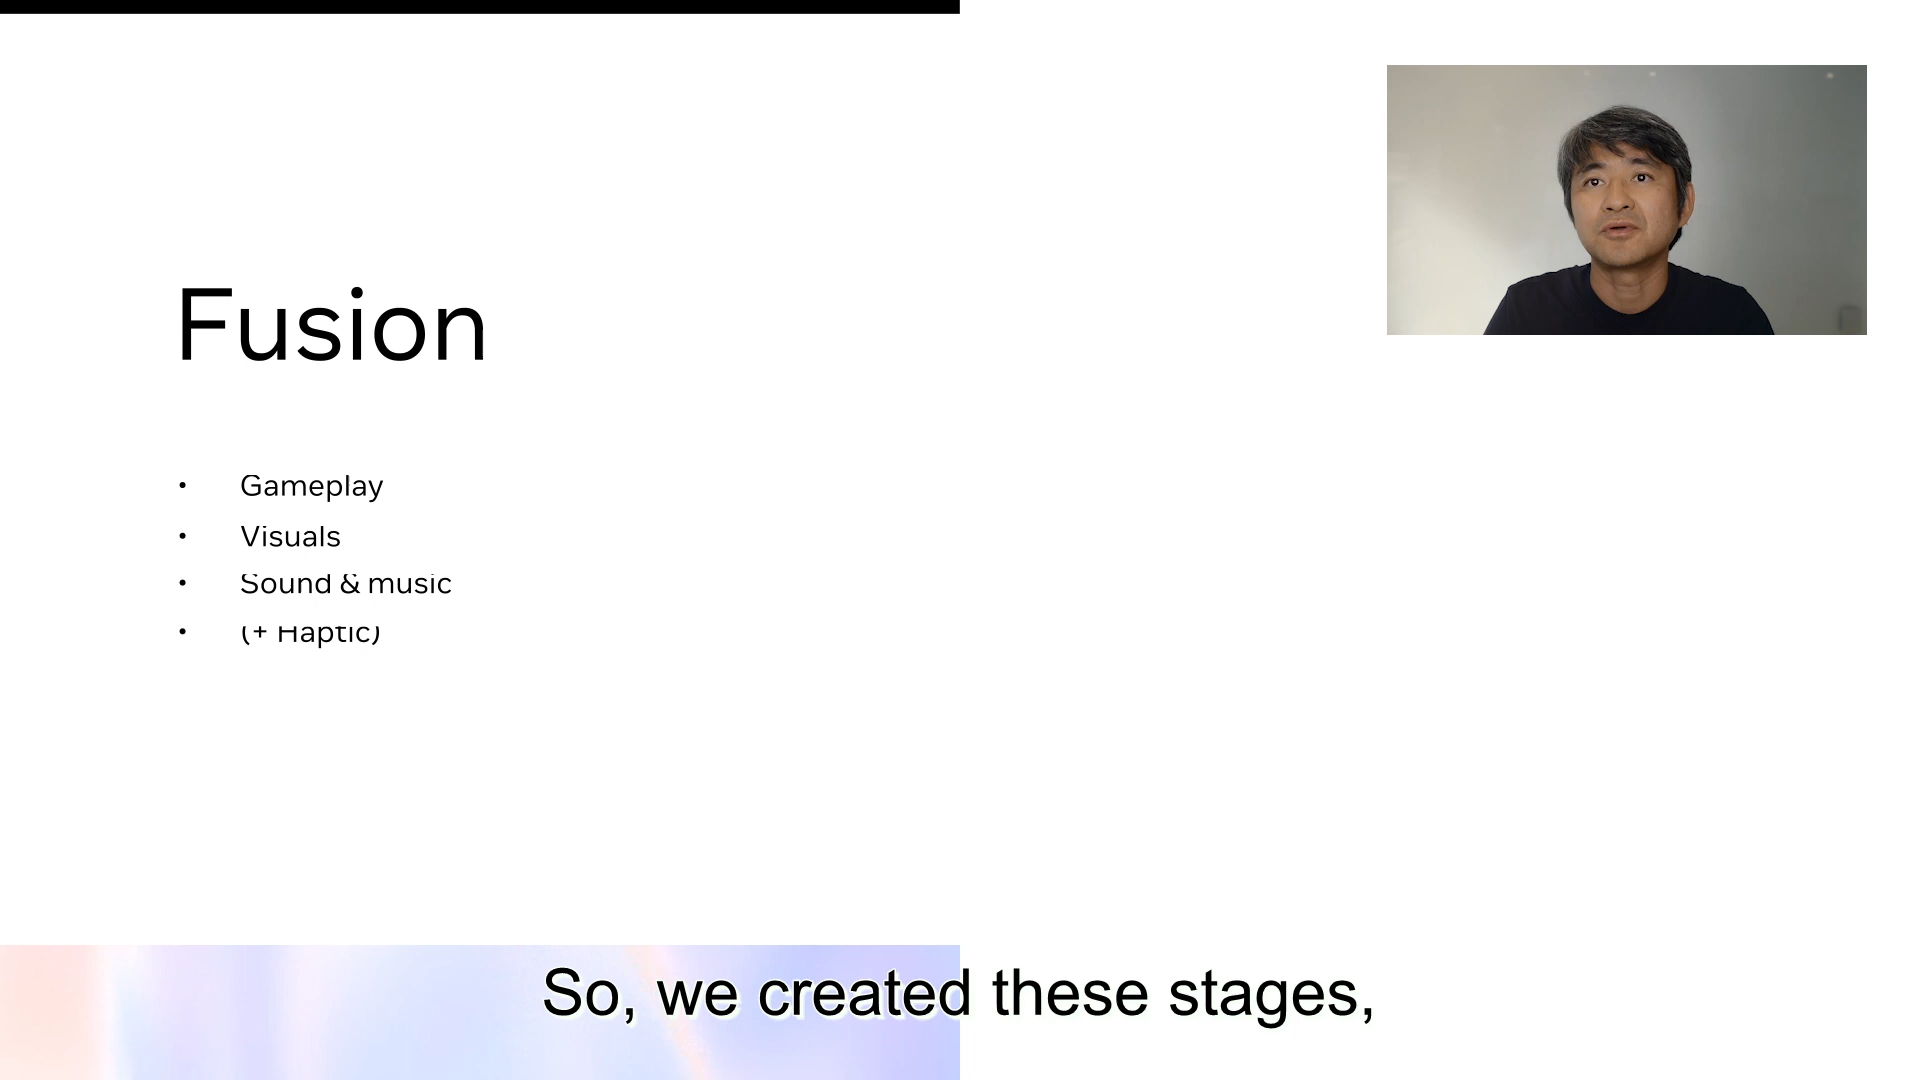 Fusion
• Gameplay
• Visuals
• Sound & music
• (+ Haptic)
So, we created these stages,